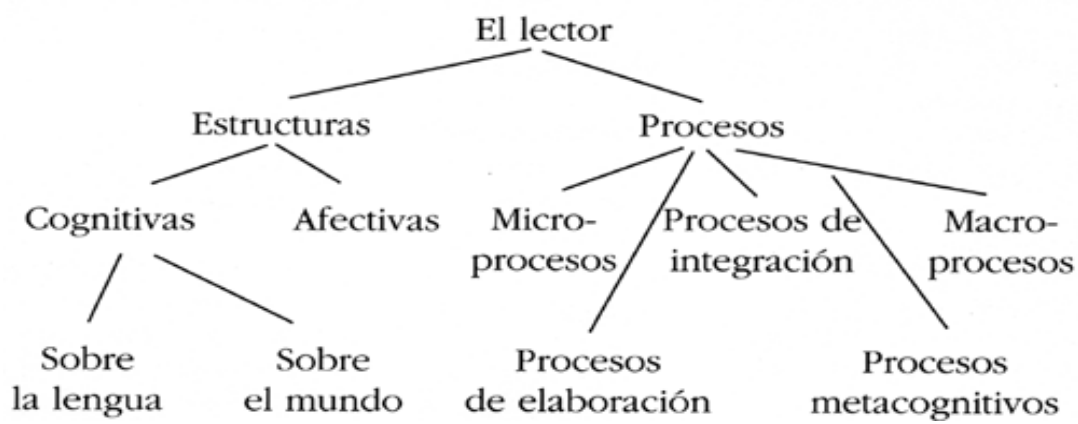 El lector
Estructuras
Procesos
Cognitivas
Afectivas
Micro-
procesos
Procesos de
integración
Macro-
procesos
Sobre
la lengua
Sobre
el mundo
Procesos
de elaboración
Procesos
metacognitivos